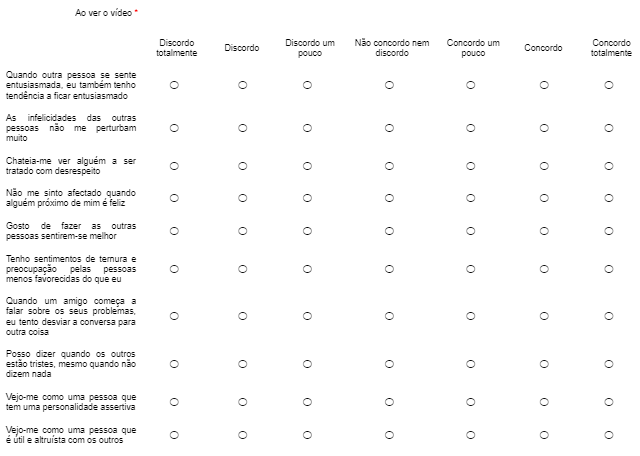 Ao ver o vídeo *
Discordo totalmente
Discordo
Discordo um pouco
Não concordo nem discordo
Concordo um pouco
Concordo
Concordo totalmente
Quando outra pessoa se sente
entusiasmada, eu também tenho
tendência a ficar entusiasmado
As infelicidades das outras
pessoas não me perturbam
muito
Chateia-me ver alguém a ser
tratado com desrespeito
Não me sinto afectado quando
alguém próximo de mim é feliz
Gosto de fazer as outras
pessoas sentirem-se melhor
Tenho sentimentos de ternura e
preocupação pelas pessoas
menos favorecidas do que eu
Quando um amigo começa a
falar sobre os seus problemas,
eu tento desviar a conversa para
outra coisa
Posso dizer quando os outros
estão tristes, mesmo quando não
dizem nada
Vejo-me como uma pessoa que
tem uma personalidade assertiva
Vejo-me como uma pessoa que
é útil e altruísta com os outros